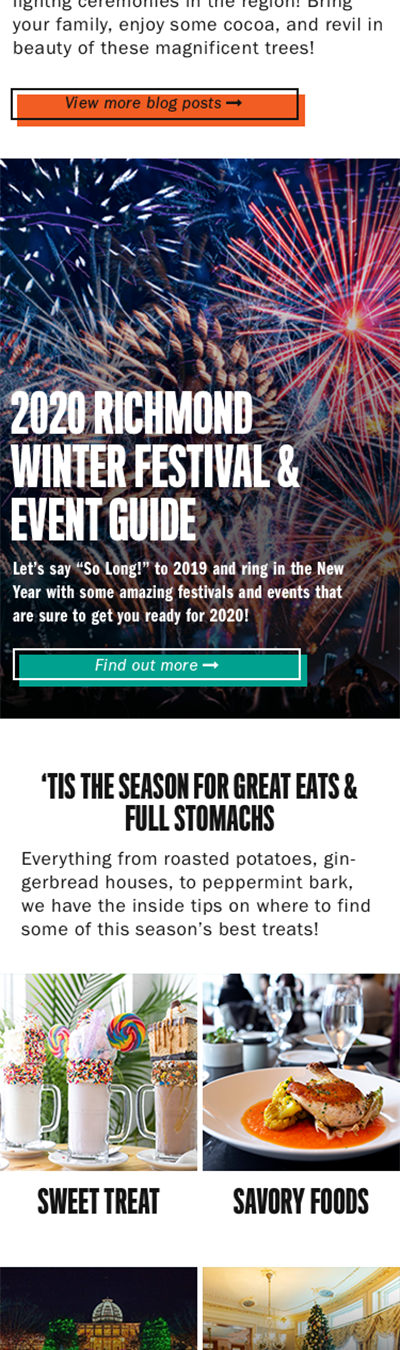 lighting ceremonies in the region! Bring
your family, enjoy some cocoa, and revil in
beauty of these magnificent trees!
View more blog posts ➞
2020 RICHMOND
WINTER FESTIVAL &
EVENT GUIDE
Let's say "So Long!" to 2019 and ring in the New
Year with some amazing festivals and events that
are sure to get you ready for 2020!
Find out more ➞
‘TIS THE SEASON FOR GREAT EATS &
FULL STOMACHS
Everything from roasted potatoes, gin-
gerbread houses, to peppermint bark,
we have the inside tips on where to find
some of this season's best treats!
SWEET TREAT
SAVORY FOODS